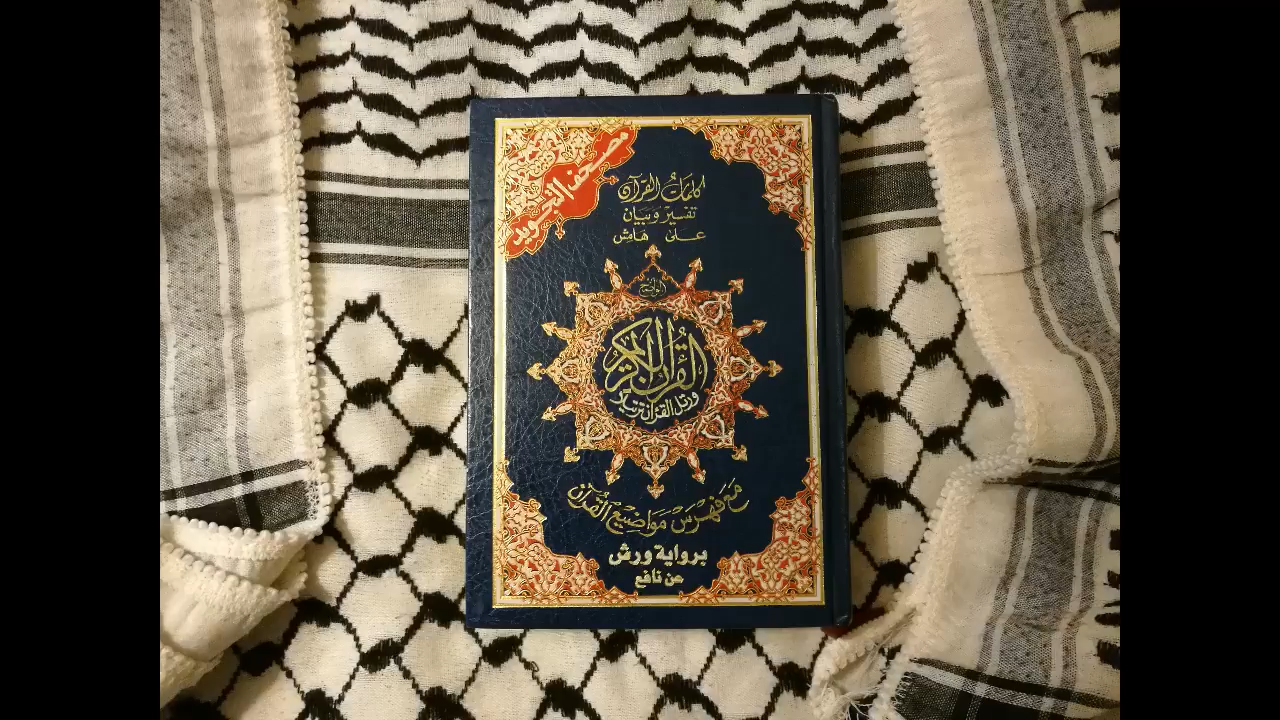 مصحف التجويد
كلمات القرآن
تفسير وبيان
على هامش
القرآن الكريم
ورتل القرآن ترتيلا
مع فهرس مواضيع القرآن
برواية ورش
عن نافع